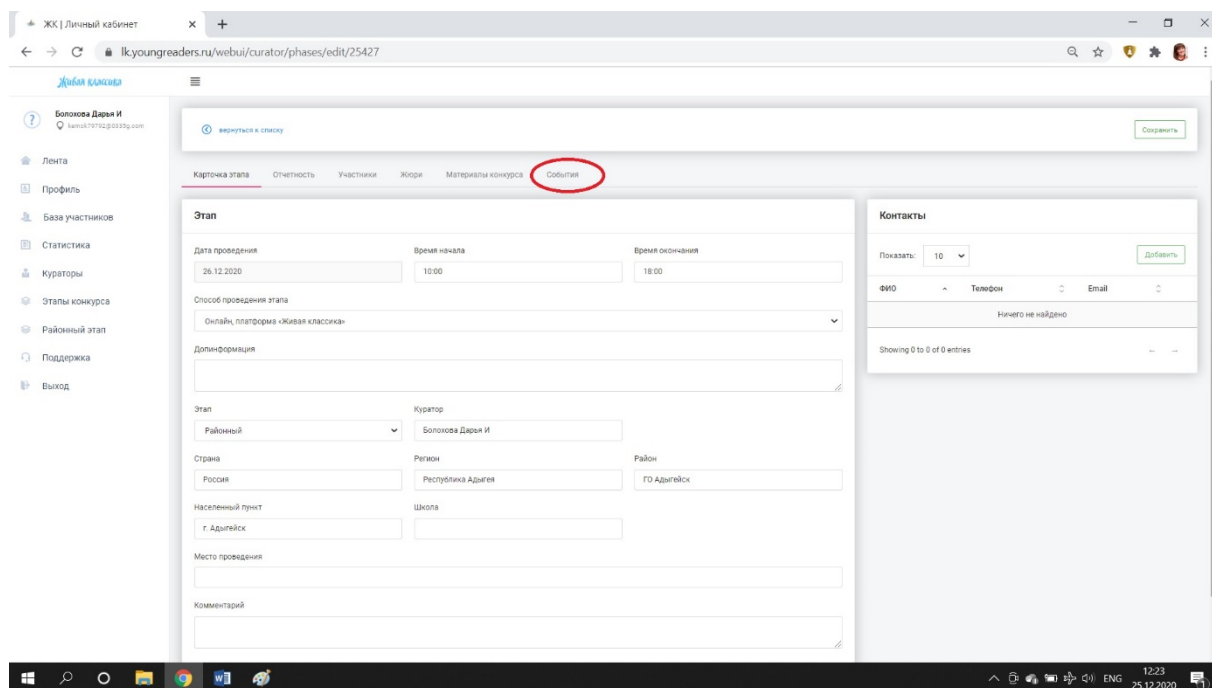 ЖК | Личный кабинет
lk.youngreaders.ru/webui/curator/phases/edit/25427
Живая классика
Болохова Дарья И
вернуться к списку
Сохранить
Лента
Профиль
База участников
Статистика
Кураторы
Этапы конкурса
Районный этап
Поддержка
Выход
Карточка этапа Отчетность Участники Жюри Материалы конкурса События
Этап
Дата проведения Время начала Время окончания
26.12.2020 10:00 18:00
Способ проведения этапа
Онлайн, платформа «Живая классика»
Допинформация
Этап Куратор
Районный Болохова Дарья И
Страна Регион Район
Россия Республика Адыгея ГО Адыгейск
Населенный пункт Школа
г. Адыгейск
Место проведения
Комментарий
Контакты
Показать: 10 Добавить
ФИО Телефон Email
Ничего не найдено
Showing 0 to 0 of 0 entries
ENG 12:23
25.12.2020